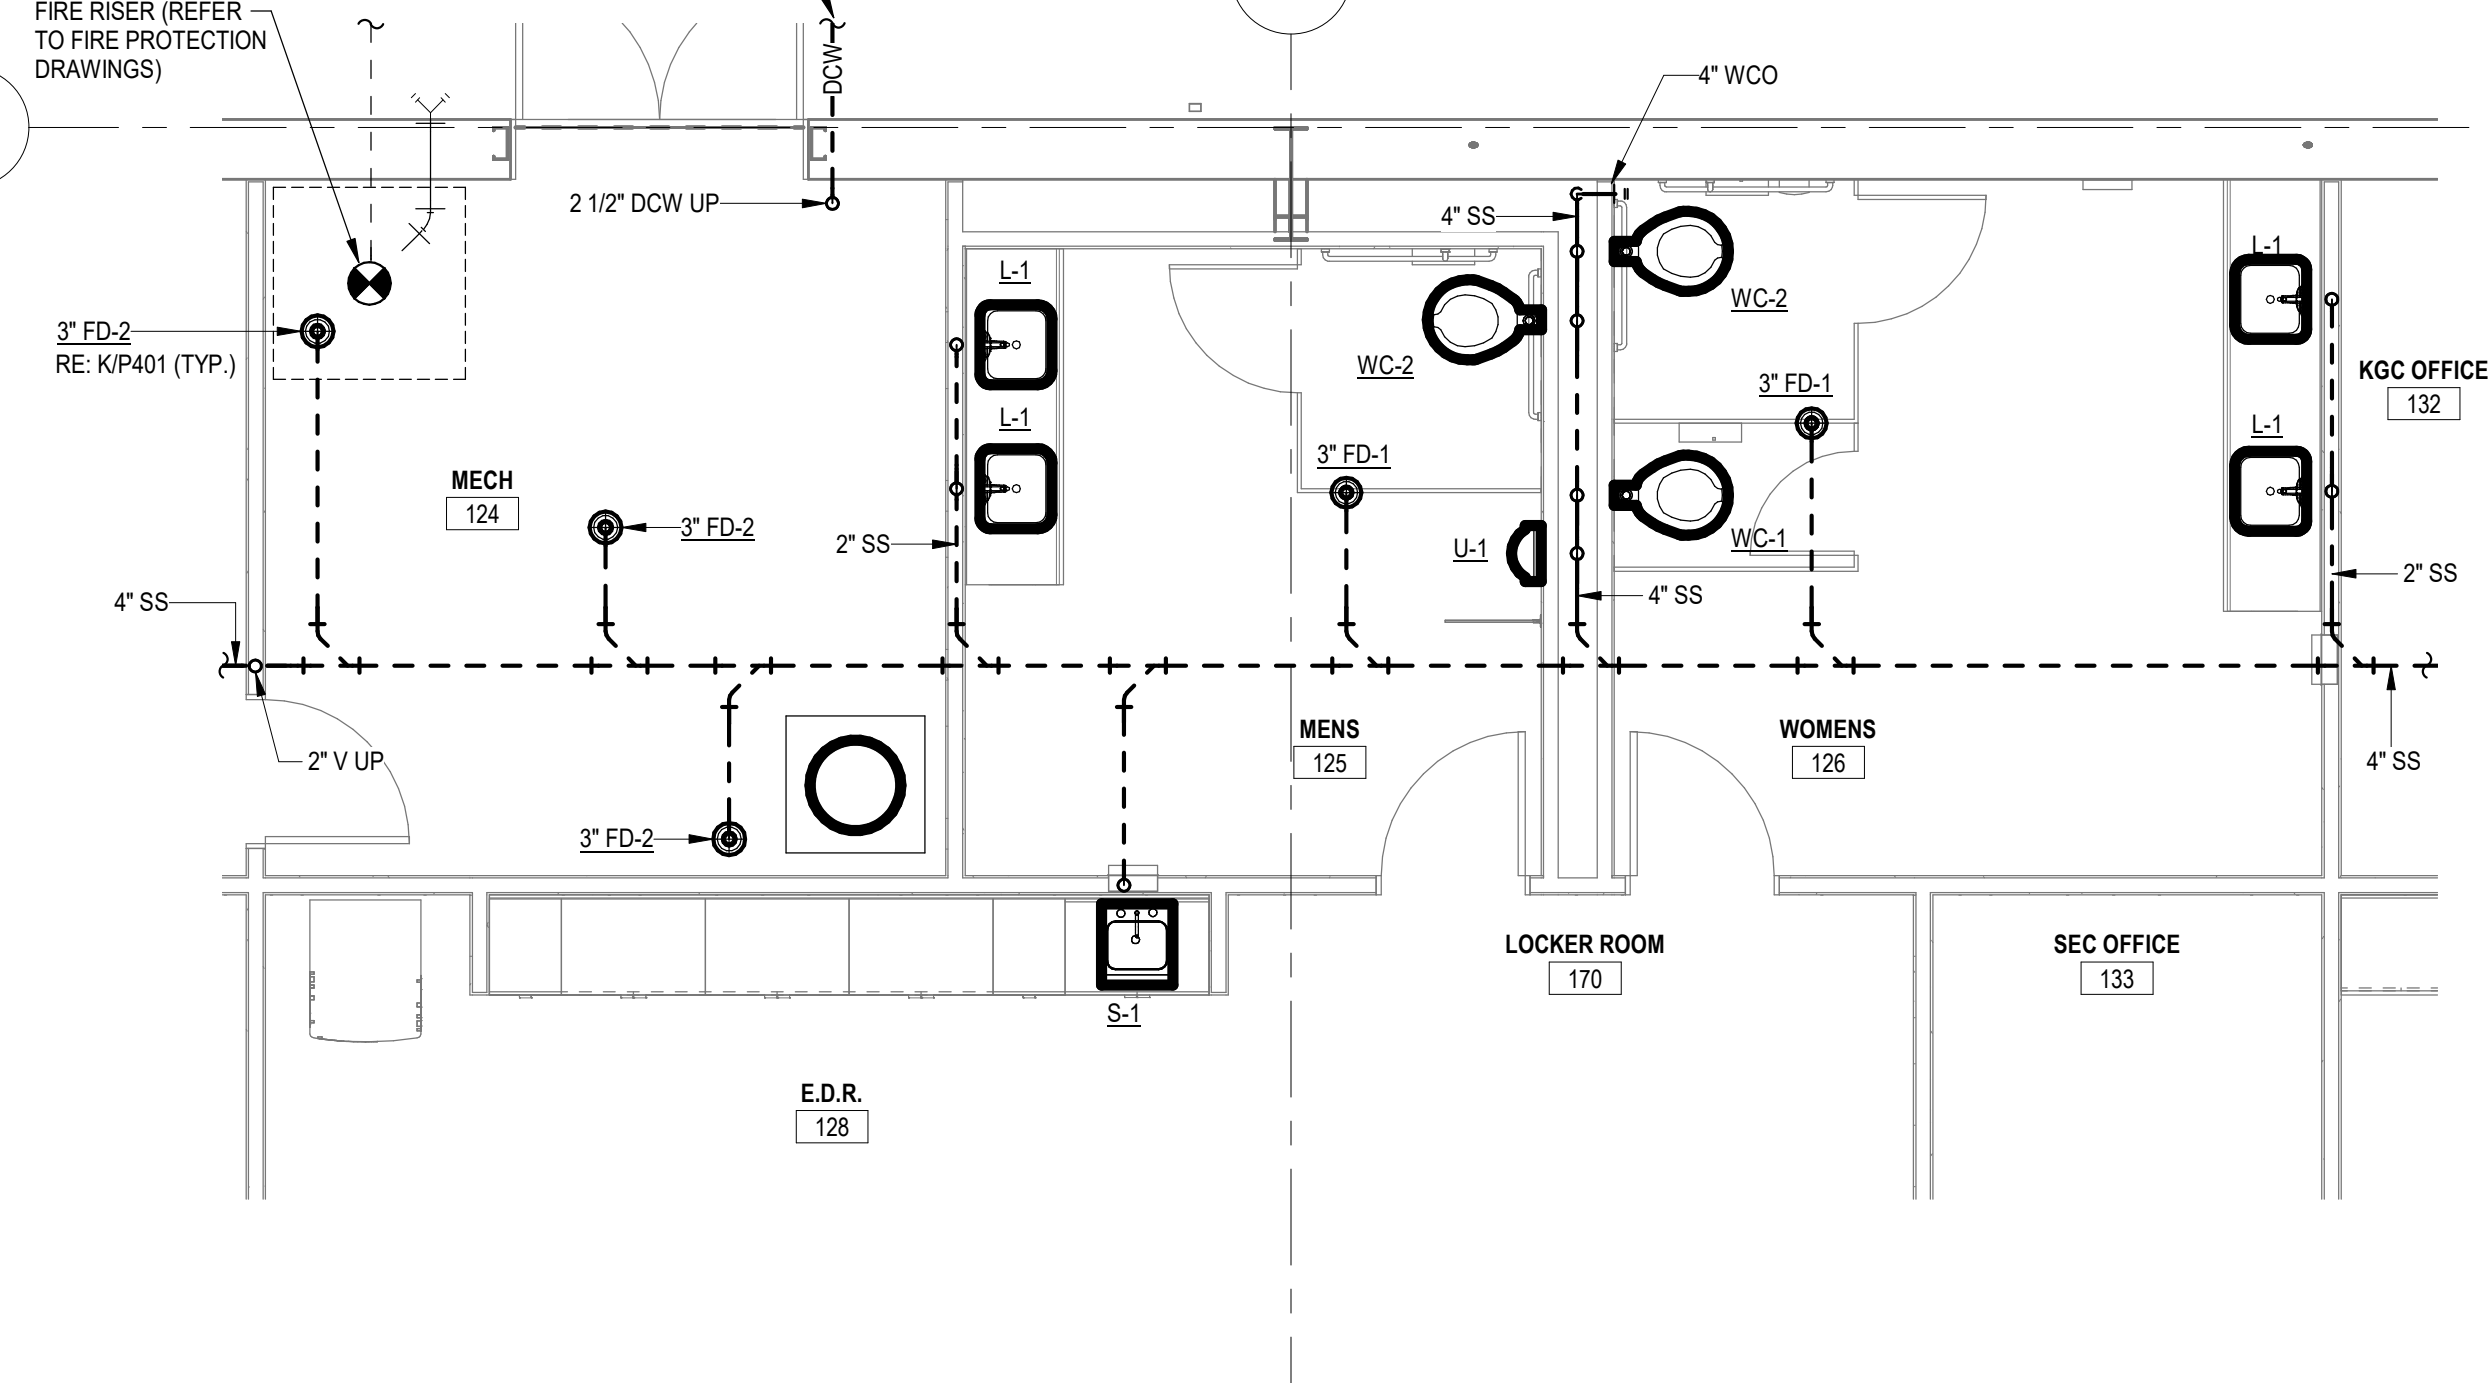 FIRE RISER (REFER
TO FIRE PROTECTION
DRAWINGS)
DCW
4" WCO
2 1/2" DCW UP
4" SS
L-1
L-1
WC-2
3" FD-2
RE: K/P401 (TYP.)
WC-2
KGC OFFICE
132
3" FD-1
L-1
L-1
3" FD-1
MECH
124
3" FD-2
2" SS
U-1
WC-1
2" SS
4" SS
4" SS
MENS
125
WOMENS
126
2" V UP
4" SS
3" FD-2
LOCKER ROOM
170
SEC OFFICE
133
S-1
E.D.R.
128